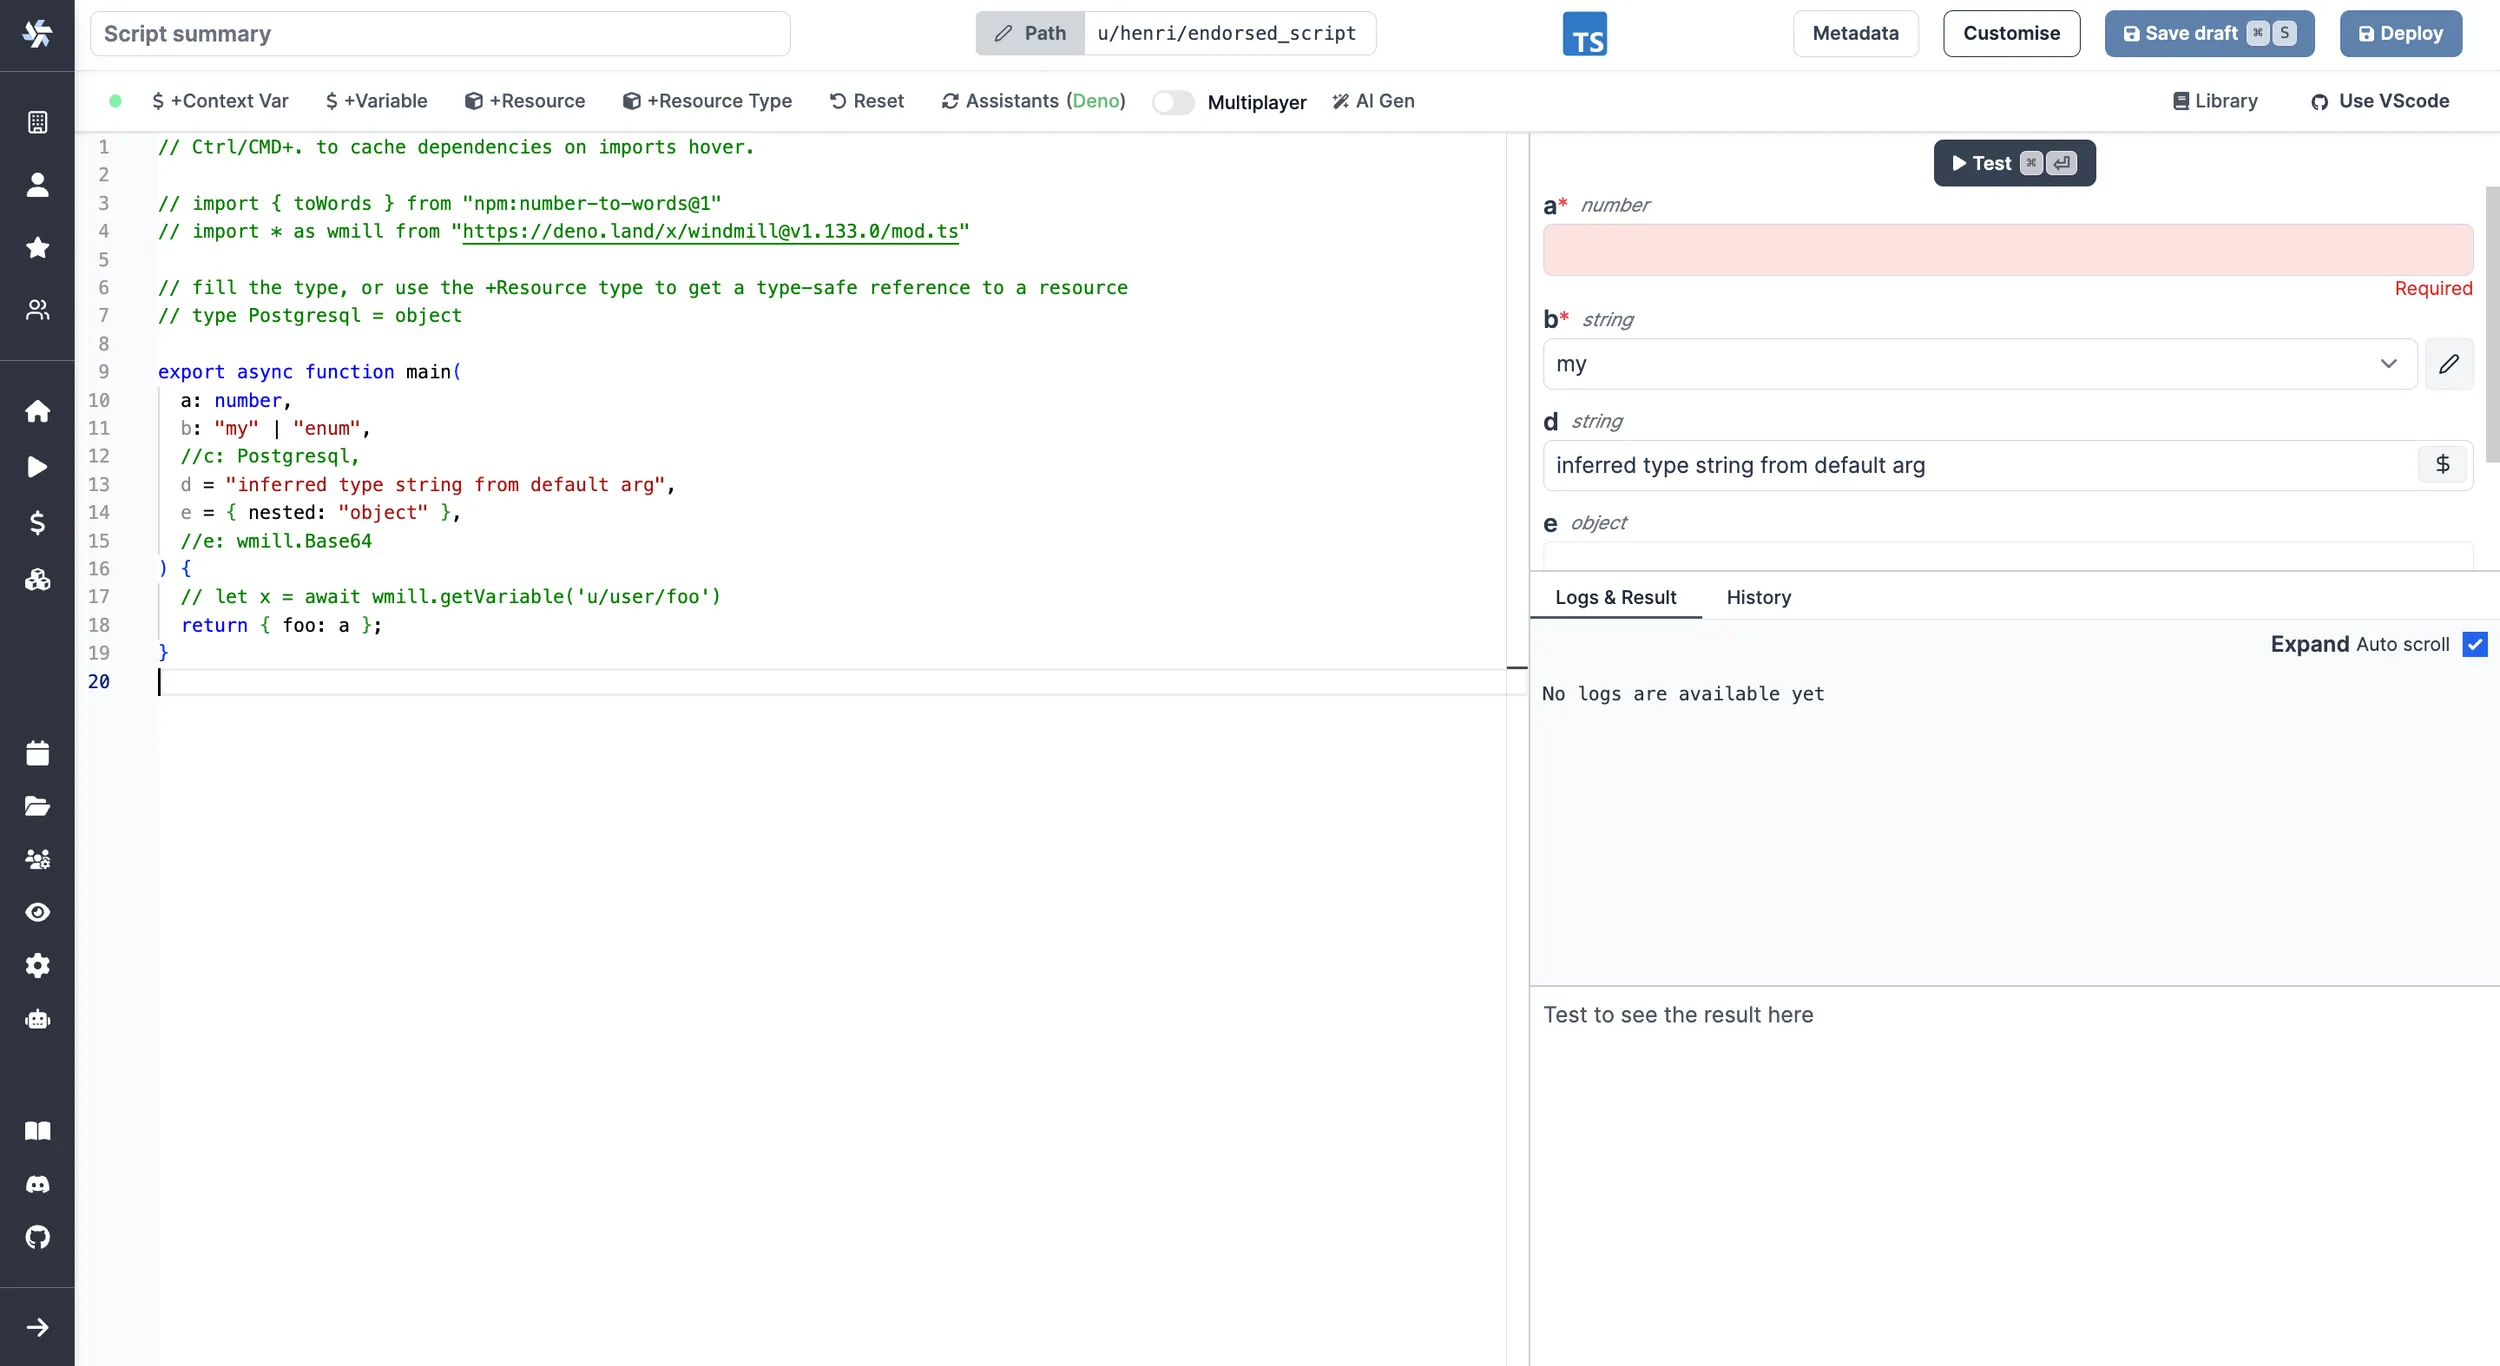 Script summary
Path
u/henri/endorsed_script
TS
Metadata
Customise
Save draft ⌘ S
Deploy
$ +Context Var
$ +Variable
+Resource
+Resource Type
Reset
Assistants (Deno)
Multiplayer
AI Gen
Library
Use VScode
1 // Ctrl/CMD+. to cache dependencies on imports hover.
2
3 // import { toWords } from "npm:number-to-words@1"
4 // import * as wmill from "https://deno.land/x/windmill@v1.133.0/mod.ts"
5
6 // fill the type, or use the +Resource type to get a type-safe reference to a resource
7 // type Postgresql = object
8
9 export async function main(
10 a: number,
11 b: "my" | "enum",
12 //c: Postgresql,
13 d = "inferred type string from default arg",
14 e = { nested: "object" },
15 //e: wmill.Base64
16 ) {
17 // let x = await wmill.getVariable('u/user/foo')
18 return { foo: a };
19 }
20
Test ⌘ ⏎
a* number
Required
b* string
my
d string
inferred type string from default arg
$
e object
Logs & Result
History
Expand Auto scroll
No logs are available yet
Test to see the result here